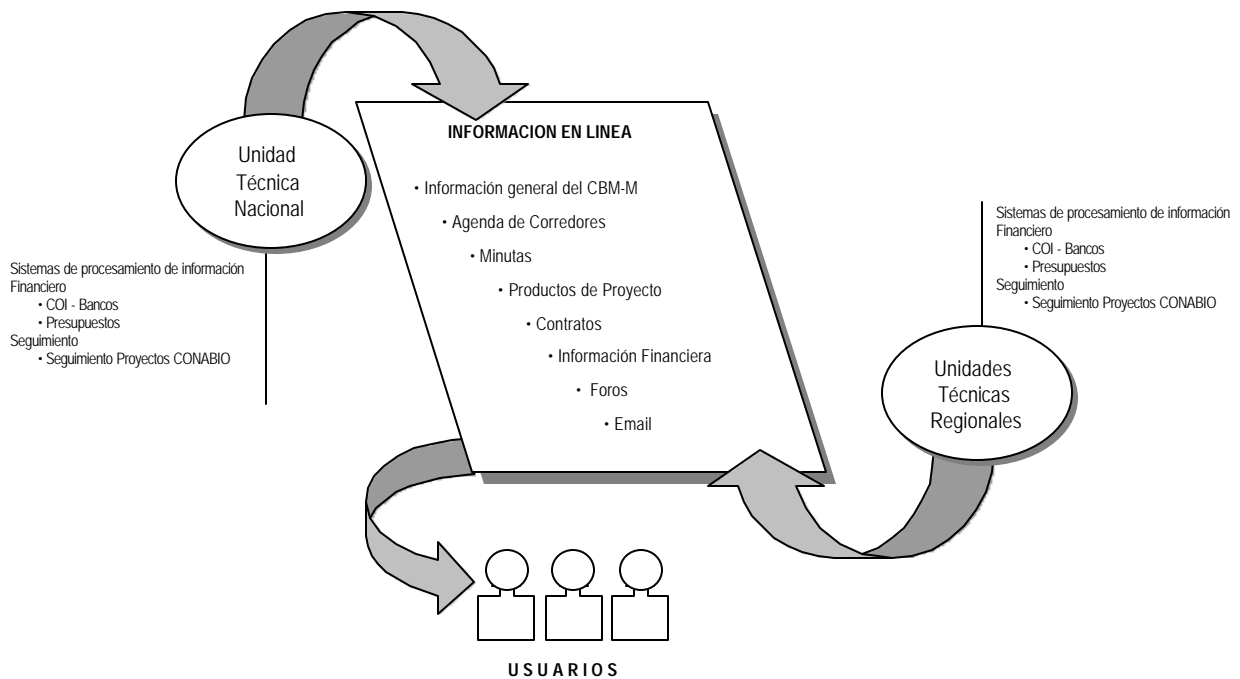 INFORMACION EN LINEA
• Información general del CBM-M
• Agenda de Corredores
• Minutas
• Productos de Proyecto
• Contratos
• Información Financiera
• Foros
• Email
Unidad
Técnica
Nacional
Sistemas de procesamiento de información
Financiero
• COI - Bancos
• Presupuestos
Seguimiento
• Seguimiento Proyectos CONABIO
Sistemas de procesamiento de información
Financiero
• COI - Bancos
• Presupuestos
Seguimiento
• Seguimiento Proyectos CONABIO
Unidades
Técnicas
Regionales
USUARIOS